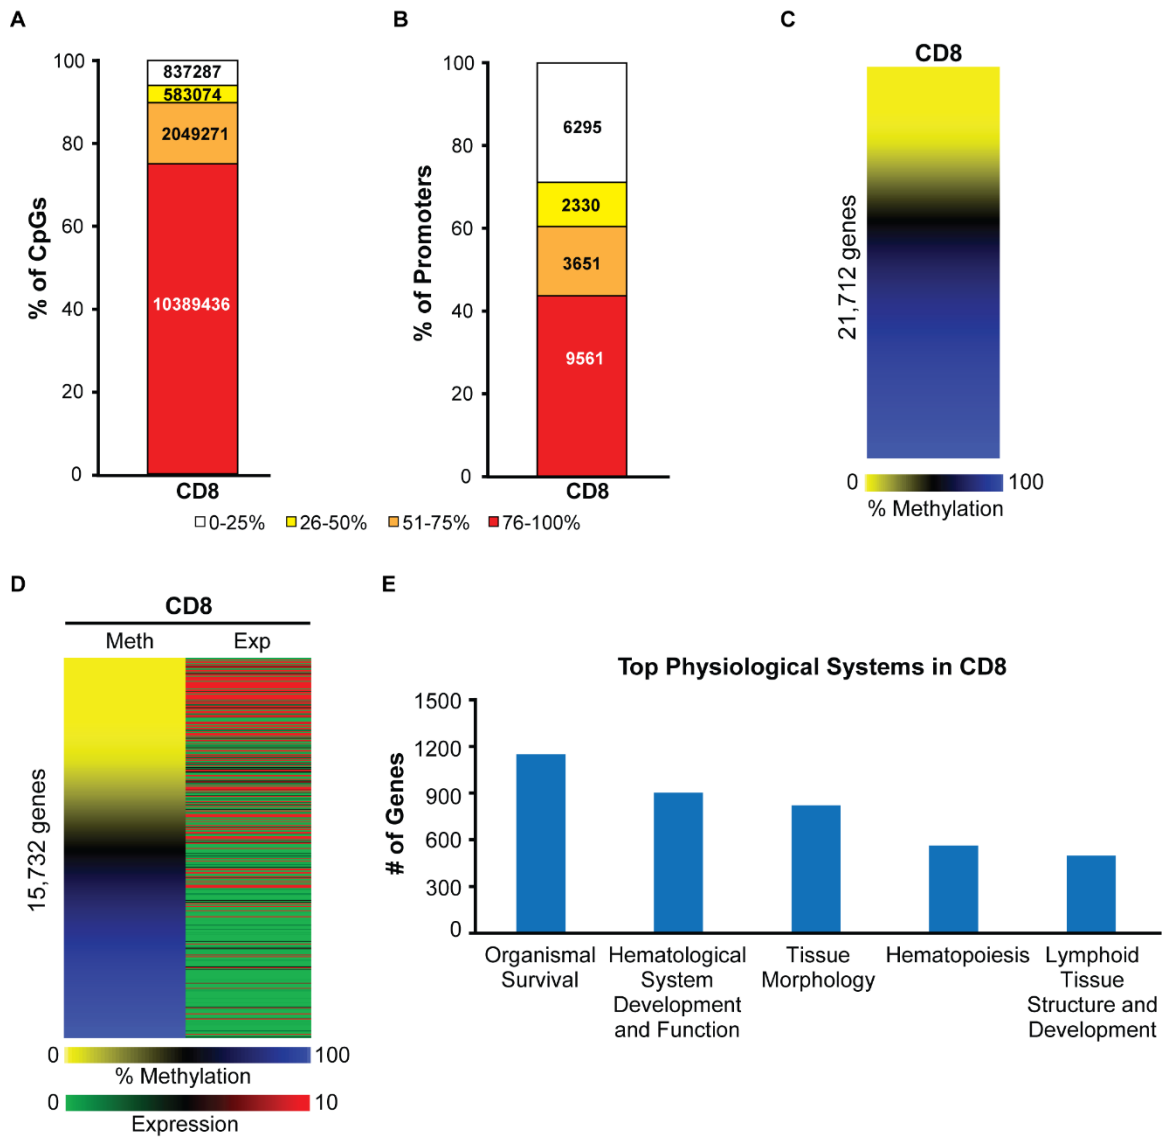 A
100
80
60
40
20
0
% of CpGs
837287
583074
2049271
10389436
CD8
B
100
80
60
40
20
0
% of Promoters
6295
2330
3651
9561
CD8
0-25%
26-50%
51-75%
76-100%
C
CD8
21,712 genes
0
100
% Methylation
D
CD8
Meth
Exp
15,732 genes
0
100
% Methylation
0
10
Expression
E
Top Physiological Systems in CD8
1500
1200
900
600
300
0
# of Genes
Organismal
Survival
Hematological
System
Development
and Function
Tissue
Morphology
Hematopoiesis
Lymphoid
Tissue
Structure and
Development